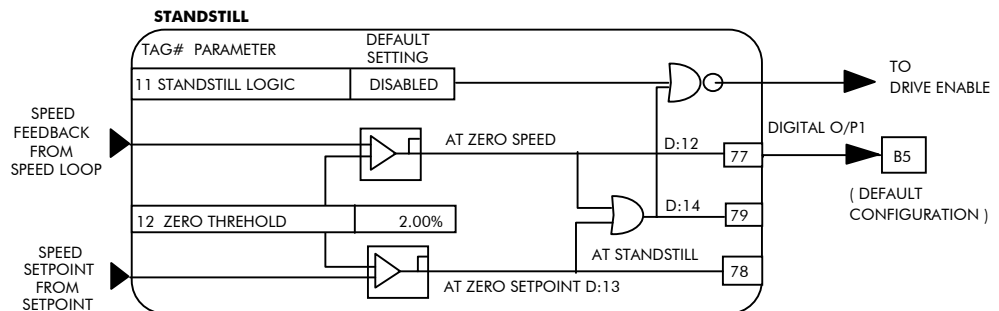 STANDSTILL
TAG# PARAMETER
DEFAULT
SETTING
11 STANDSTILL LOGIC
DISABLED
TO
DRIVE ENABLE
SPEED
FEEDBACK
FROM
SPEED LOOP
AT ZERO SPEED
D:12
77
DIGITAL O/P1
B5
( DEFAULT
CONFIGURATION )
12 ZERO THREHOLD
2.00%
D:14
79
AT STANDSTILL
SPEED
SETPOINT
FROM
SETPOINT
AT ZERO SETPOINT D:13
78